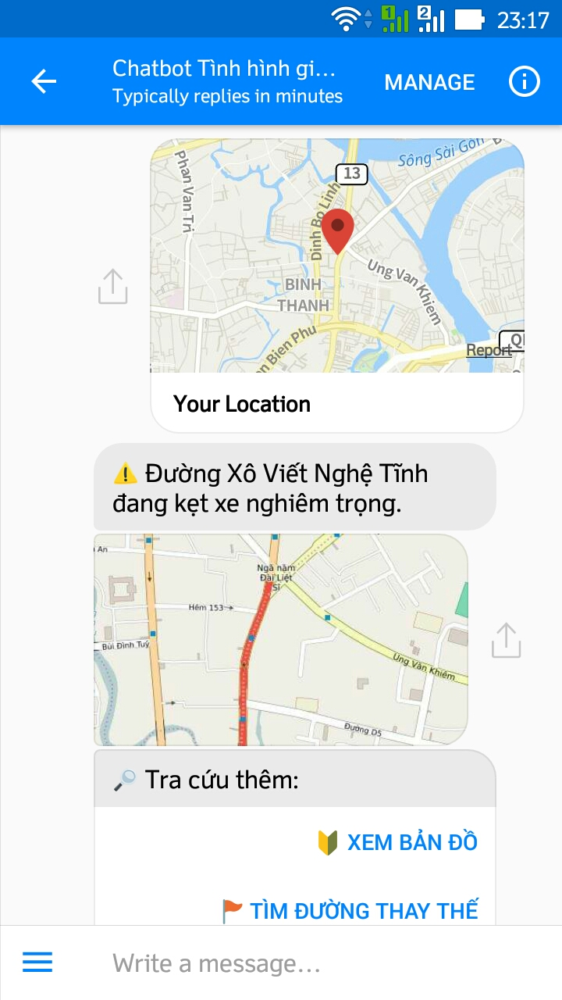 1
2
23:17
Chatbot Tình hình gi...
MANAGE
Typically replies in minutes
Phan Van Tri
13
Sông Sài Gòn
Dinh Bo Linh
Ung Van Khiem
BINH
THANH
n Bien Phu
Report
Your Location
⚠️ Đường Xô Viết Nghệ Tĩnh
đang kẹt xe nghiêm trọng.
An
Ngã năm
Đài Liệt
Sĩ
Hẻm 153
Bùi Đình Tuý
Ung Văn Khiêm
Đường D5
🔎 Tra cứu thêm:
🔰 XEM BẢN ĐỒ
🚩 TÌM ĐƯỜNG THAY THẾ
Write a message...